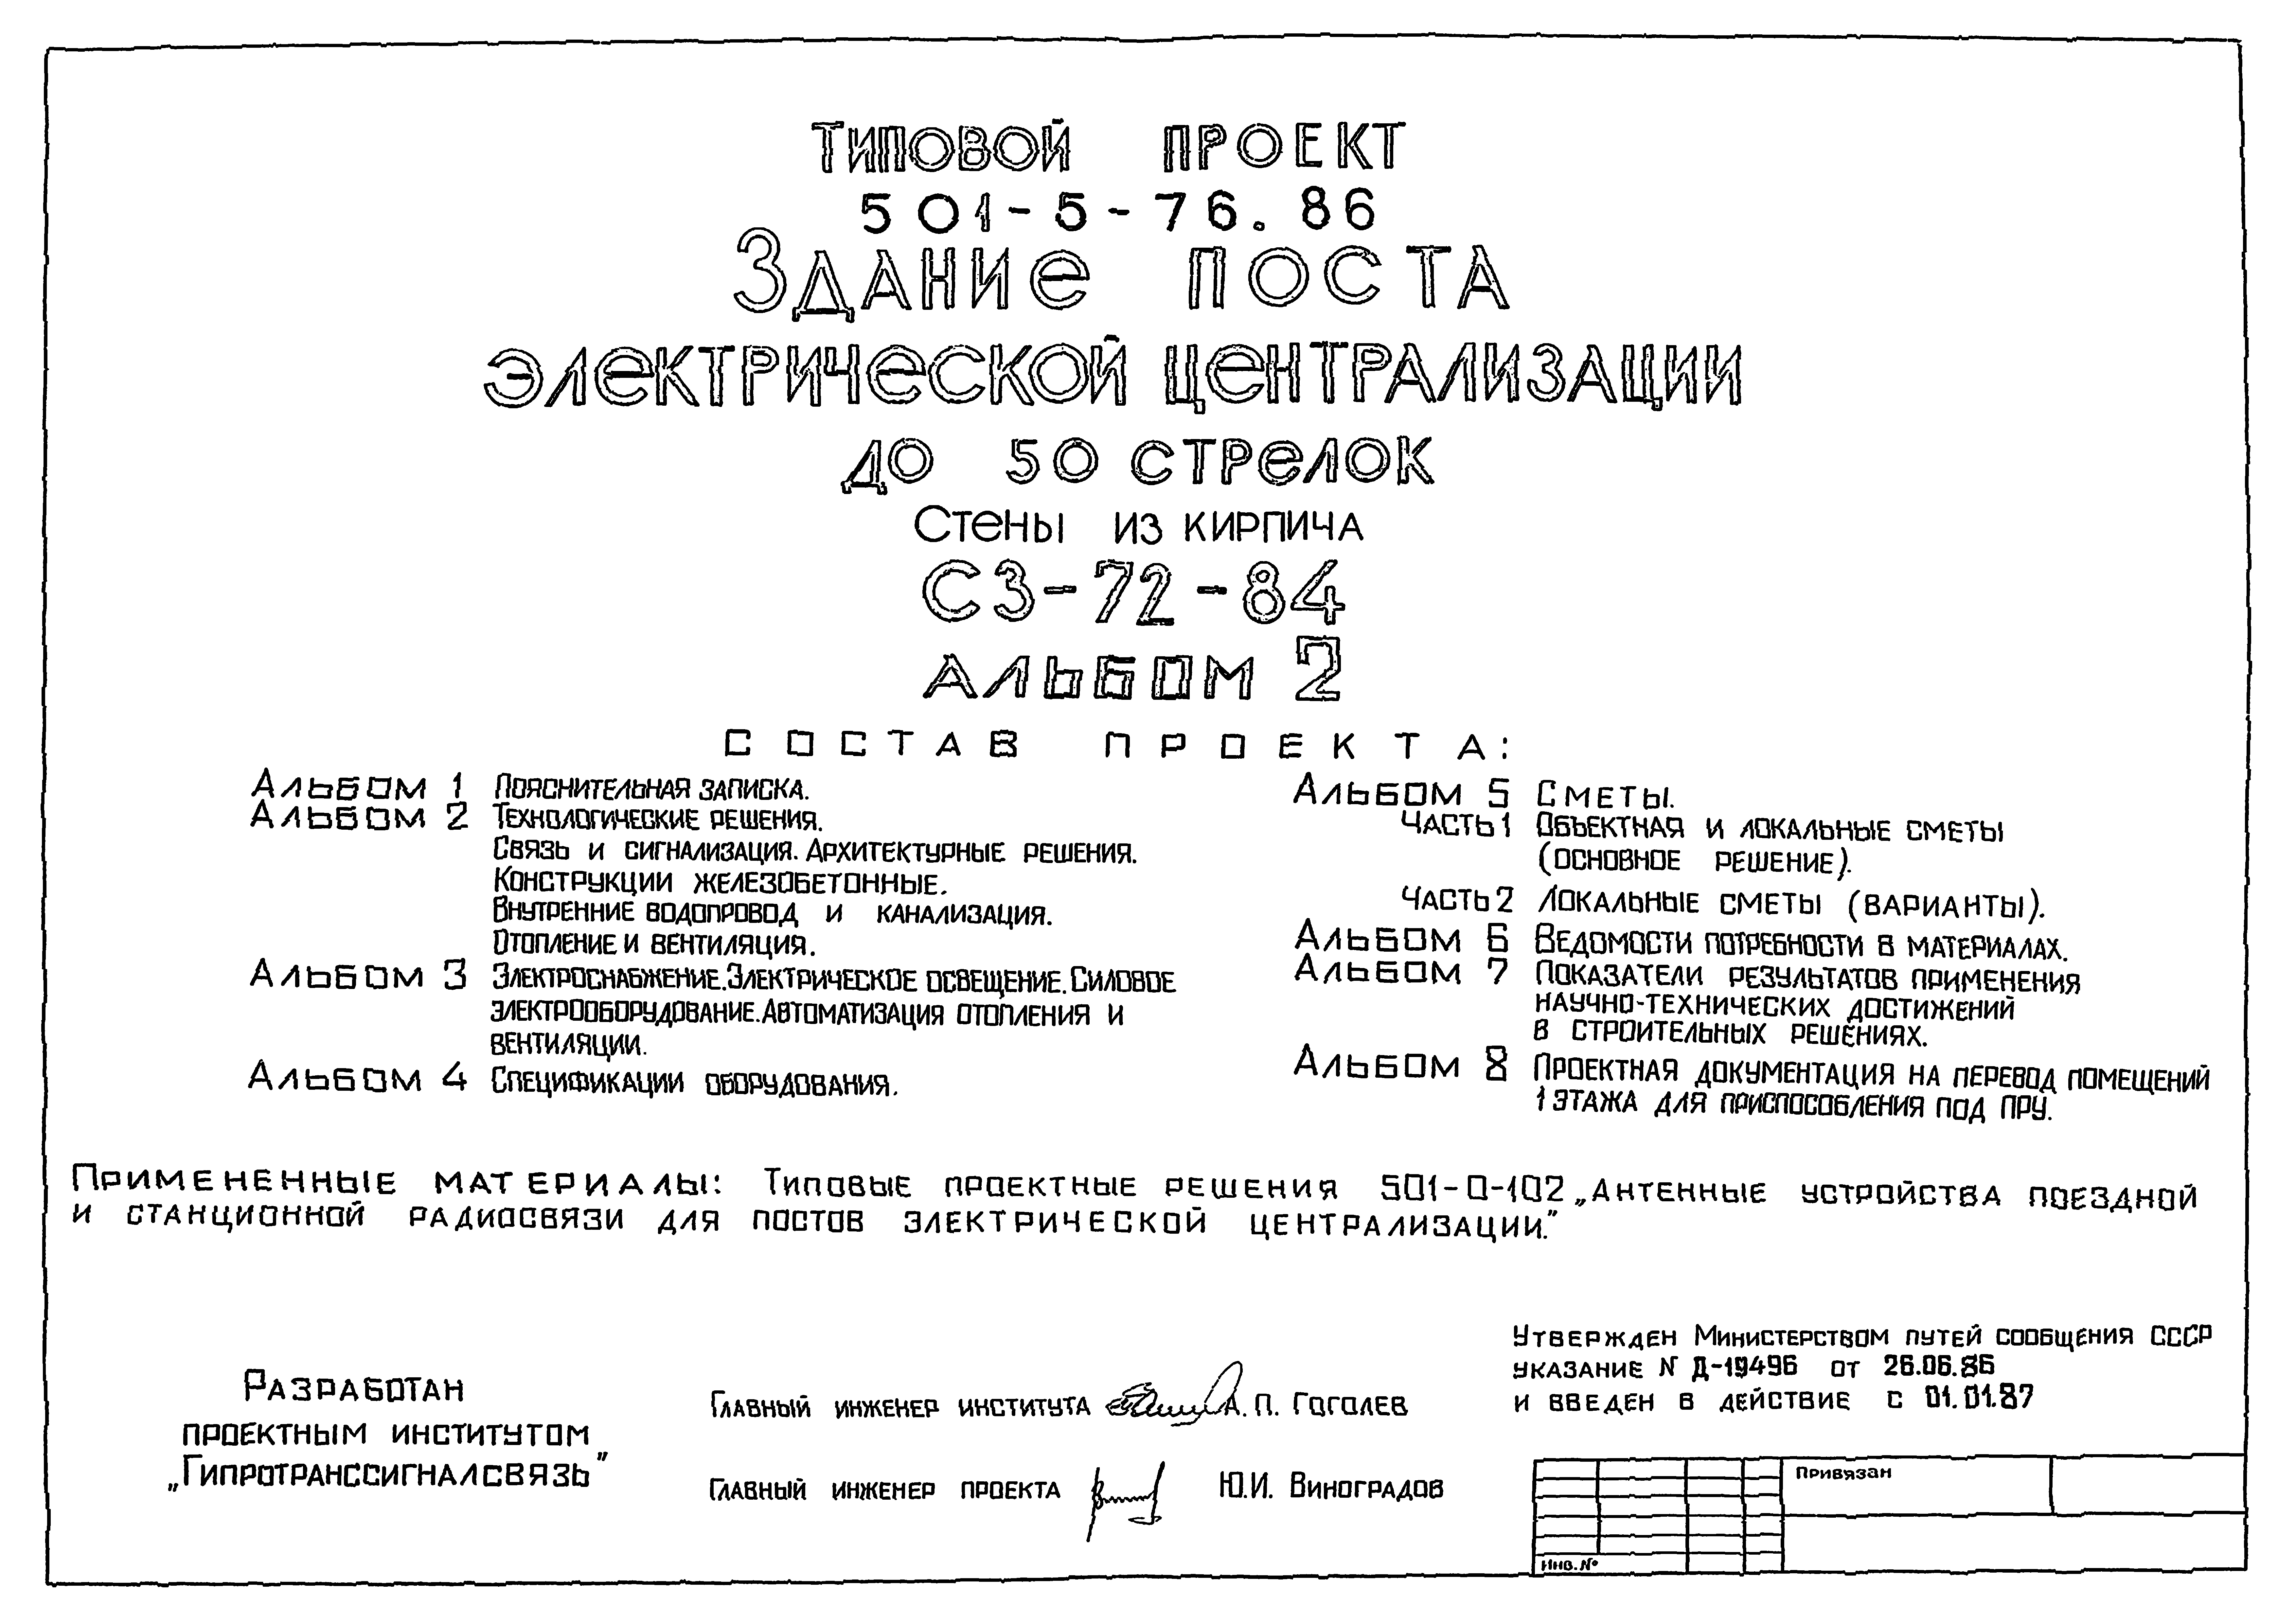 Типовой проект
501-5-76.86
Здание поста
электрической централизации
до 50 стрелок
Стены из кирпича
СЗ-72-84
Альбом 2
Состав проекта:
Альбом 1 Пояснительная записка.
Альбом 2 Технологические решения.
Связь и сигнализация. Архитектурные решения.
Конструкции железобетонные.
Внутренние водопровод и канализация.
Отопление и вентиляция.
Альбом 3 Электроснабжение. Электрическое освещение. Силовое
электрооборудование. Автоматизация отопления и
вентиляции.
Альбом 4 Спецификации оборудования.
Альбом 5 Сметы.
Часть 1 Объектная и локальные сметы
(основное решение).
Часть 2 Локальные сметы (варианты).
Альбом 6 Ведомости потребности в материалах.
Альбом 7 Показатели результатов применения
научно-технических достижений
в строительных решениях.
Альбом 8 Проектная документация на перевод помещений
1 этажа для приспособления под ПРУ.
Примененные материалы: Типовые проектные решения 501-0-102 „Антенные устройства поездной
и станционной радиосвязи для постов электрической централизации."
Разработан
проектным институтом
„Гипротранссигналсвязь"
Главный инженер института А. П. Гоголев
Главный инженер проекта Ю.И. Виноградов
Утвержден Министерством путей сообщения СССР
указание N Д-19496 от 26.06.86
и введен в действие с 01.01.87
Привязан
Инв. №